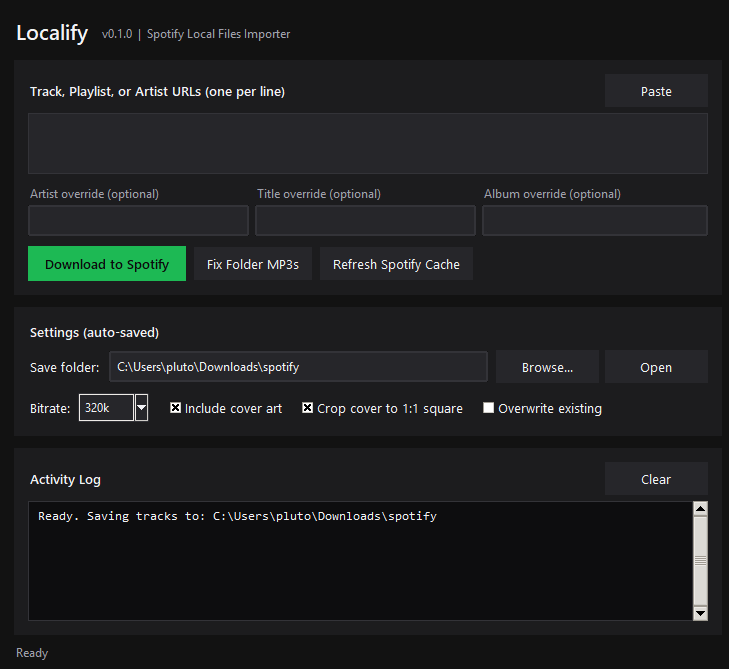 Localify v0.1.0 | Spotify Local Files Importer
Track, Playlist, or Artist URLs (one per line) Paste
Artist override (optional) Title override (optional) Album override (optional)
Download to Spotify Fix Folder MP3s Refresh Spotify Cache
Settings (auto-saved)
Save folder: C:\Users\pluto\Downloads\spotify Browse... Open
Bitrate: 320k Include cover art Crop cover to 1:1 square Overwrite existing
Activity Log Clear
Ready. Saving tracks to: C:\Users\pluto\Downloads\spotify
Ready